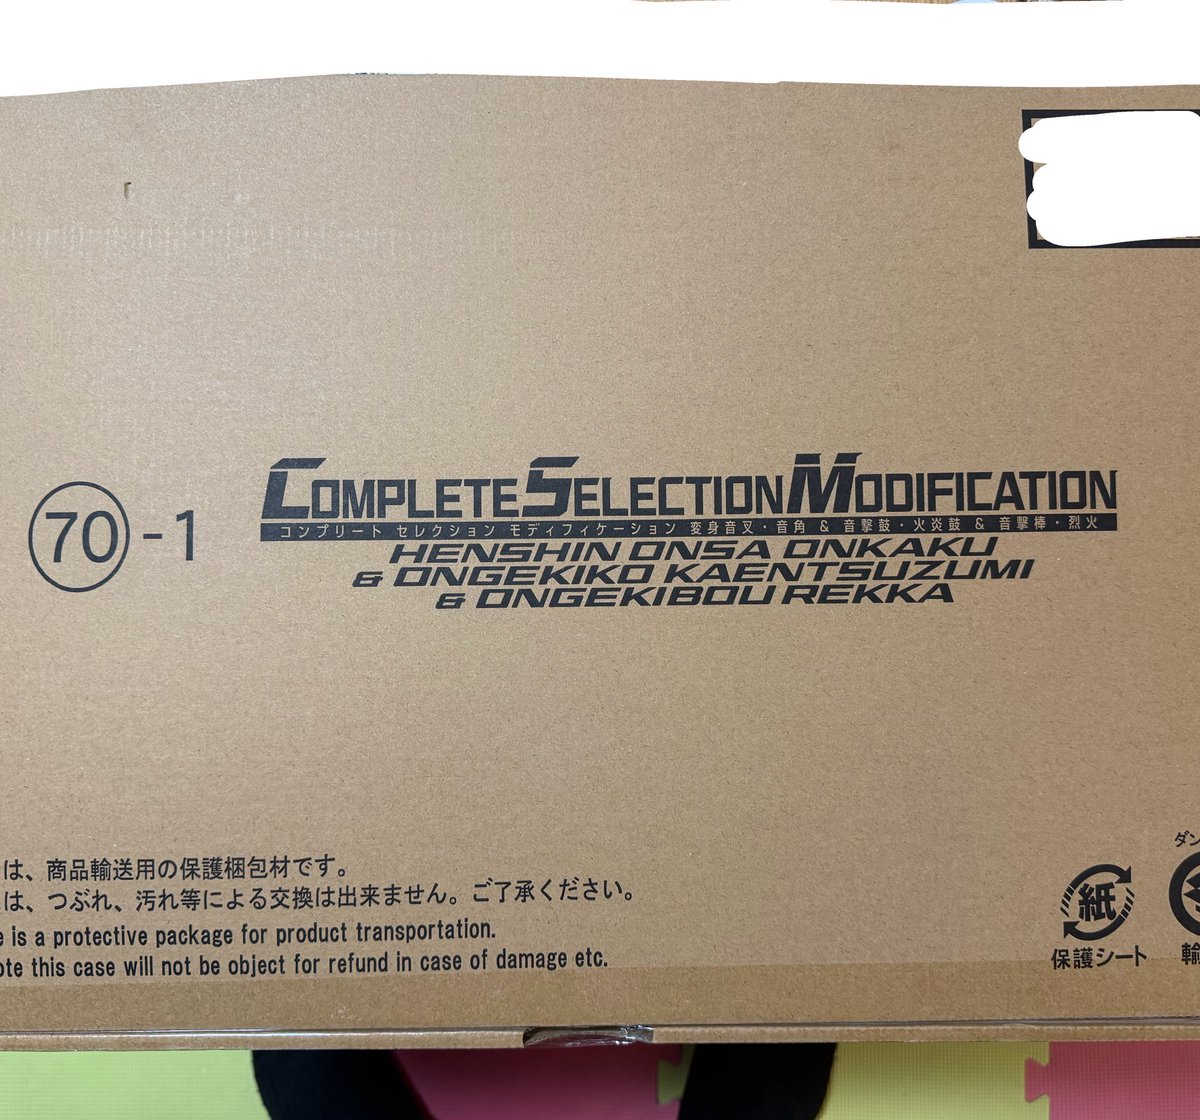 70-1
COMPLETE SELECTION MODIFICATION
コンプリート セレクション モディフィケーション 変身音叉・音角 & 音撃鼓・火炎鼓 & 音撃棒・烈火
HENSHIN ONSA ONKAKU
& ONGEKIKO KAENTSUZUMI
& ONGEKIBOU REKKA
は、商品輸送用の保護梱包材です。
は、つぶれ、汚れ等による交換は出来ません。ご了承ください。
e is a protective package for product transportation.
ote this case will not be object for refund in case of damage etc.
紙
保護シート
ダン
輸